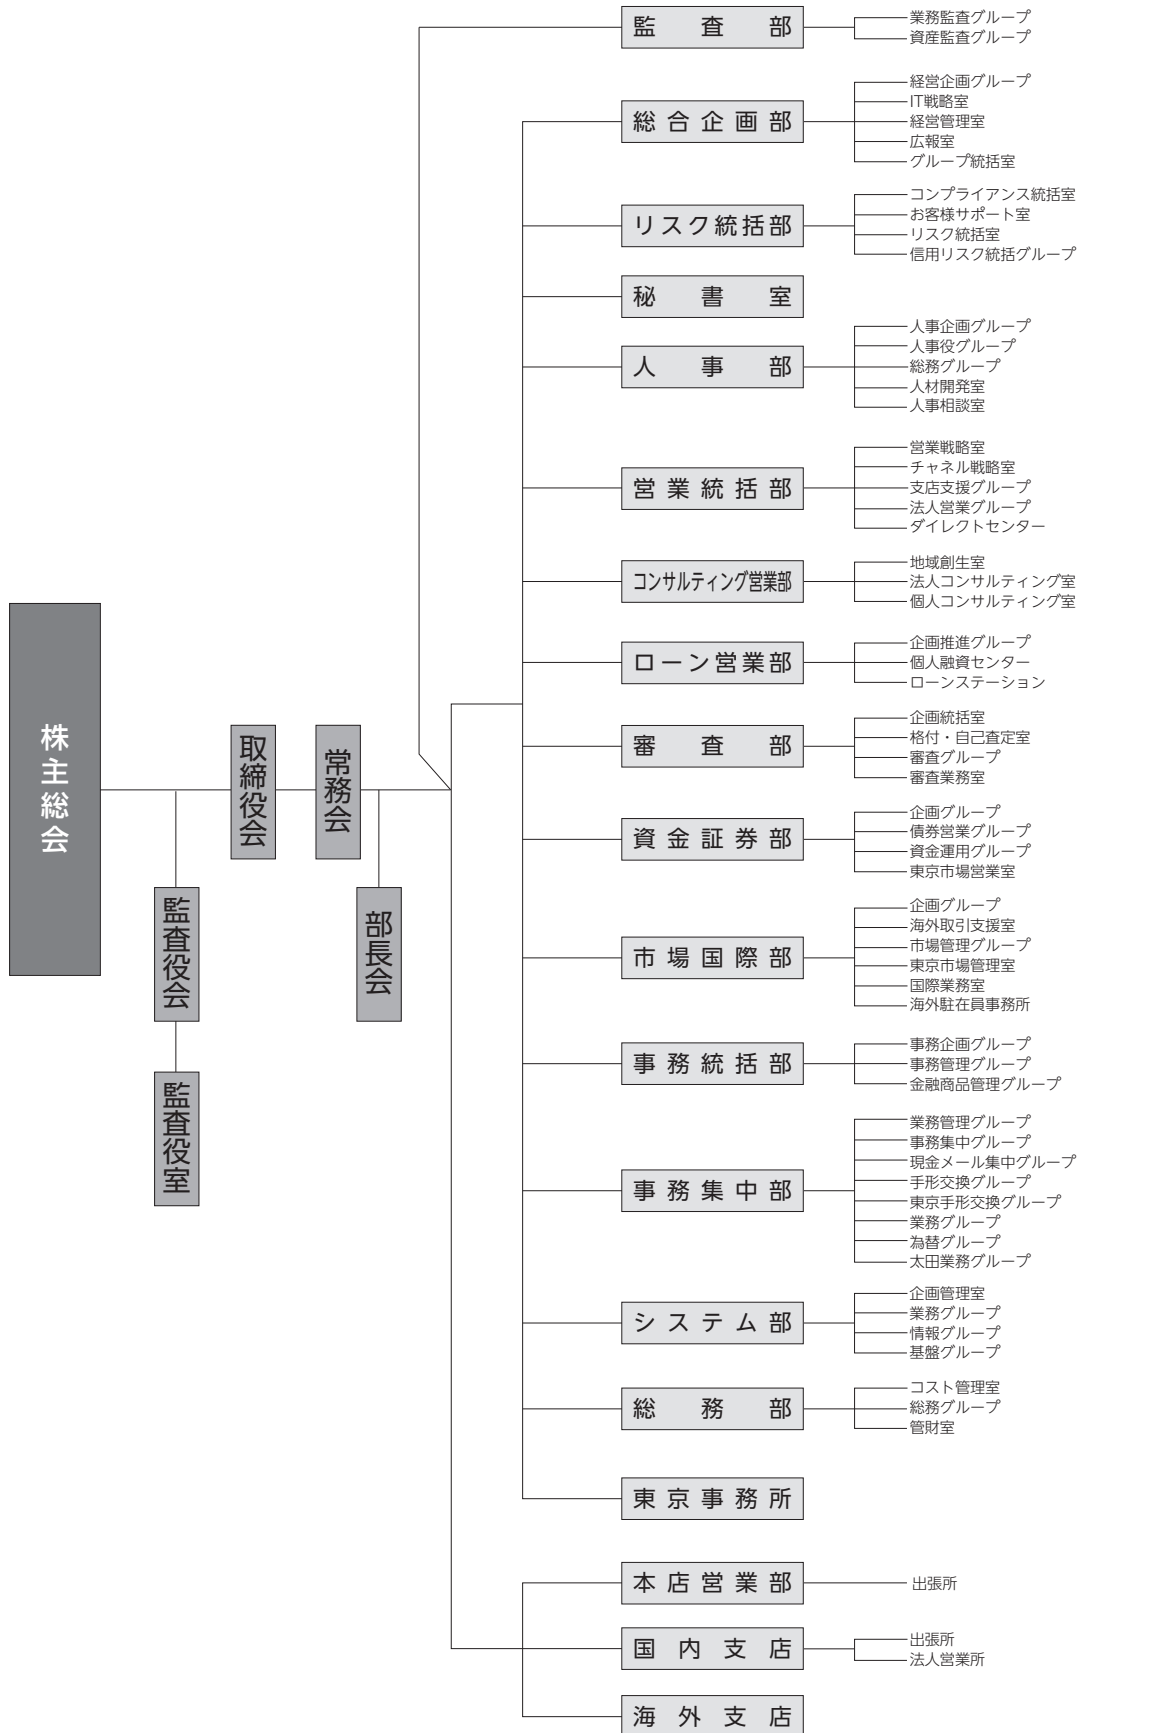 株主総会
取締役会
常務会
監査役会
監査役室
部長会
監査部
業務監査グループ
資産監査グループ
総合企画部
経営企画グループ
IT戦略室
経営管理室
広報室
グループ統括室
リスク統括部
コンプライアンス統括室
お客様サポート室
リスク統括室
信用リスク統括グループ
秘書室
人事部
人事企画グループ
人事役グループ
総務グループ
人材開発室
人事相談室
営業統括部
営業戦略室
チャネル戦略室
支店支援グループ
法人営業グループ
ダイレクトセンター
コンサルティング営業部
地域創生室
法人コンサルティング室
個人コンサルティング室
ローン営業部
企画推進グループ
個人融資センター
ローンステーション
審査部
企画統括室
格付・自己査定室
審査グループ
審査業務室
資金証券部
企画グループ
債券営業グループ
資金運用グループ
東京市場営業室
市場国際部
企画グループ
海外取引支援室
市場管理グループ
東京市場管理室
国際業務室
海外駐在員事務所
事務統括部
事務企画グループ
事務管理グループ
金融商品管理グループ
事務集中部
業務管理グループ
事務集中グループ
現金メール集中グループ
手形交換グループ
東京手形交換グループ
業務グループ
為替グループ
太田業務グループ
システム部
企画管理室
業務グループ
情報グループ
基盤グループ
総務部
コスト管理室
総務グループ
管財室
東京事務所
本店営業部
出張所
国内支店
出張所
法人営業所
海外支店